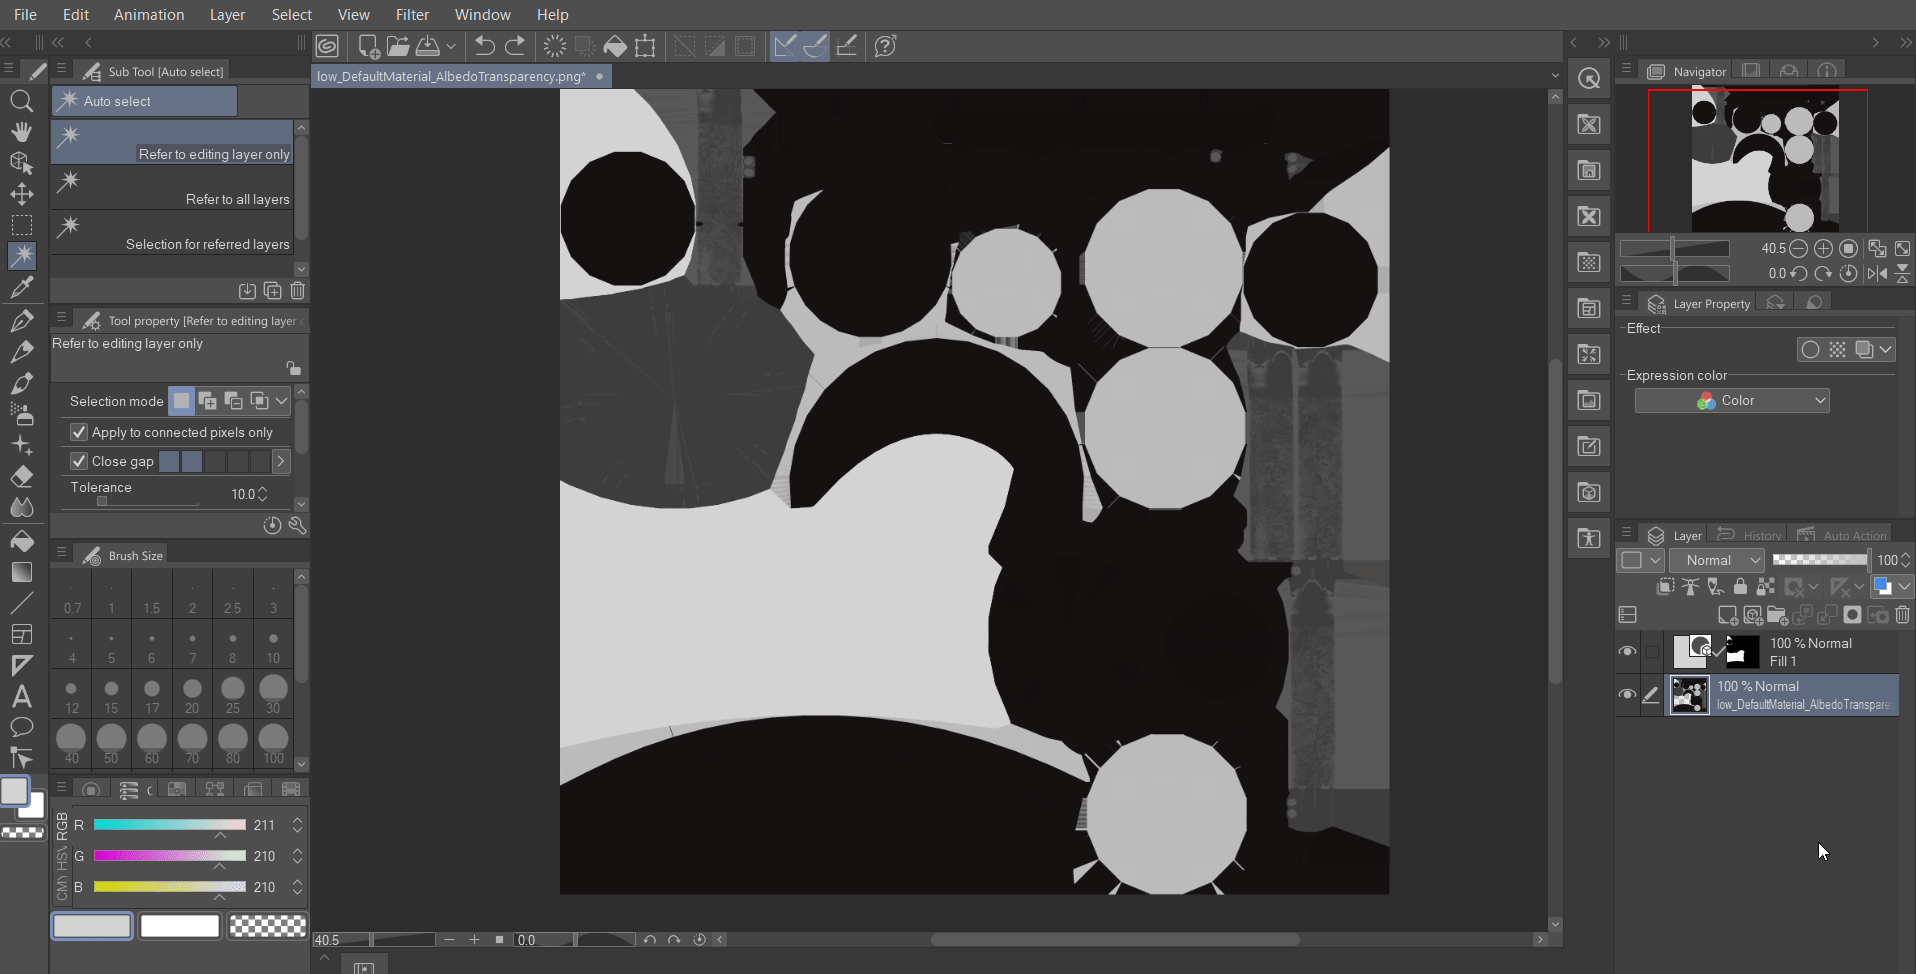 File Edit Animation Layer Select View Filter Window Help
Sub Tool [Auto select]
Auto select
Refer to editing layer only
Refer to all layers
Selection for referred layers
Tool property [Refer to editing layer
Refer to editing layer only
Selection mode
Apply to connected pixels only
Close gap
Tolerance
10.0
Brush Size
0.7 1 1.5 2 2.5 3
4 5 6 7 8 10
12 15 17 20 25 30
40 50 60 70 80 100
RGB
HSV
R 211
G 210
B 210
low_DefaultMaterial_AlbedoTransparency.png*
40.5 0.0
Navigator
40.5
0.0
Layer Property
Effect
Expression color
Color
Layer History Auto Action
Normal 100
100 % Normal
Fill 1
100 % Normal
low_DefaultMaterial_AlbedoTransparen